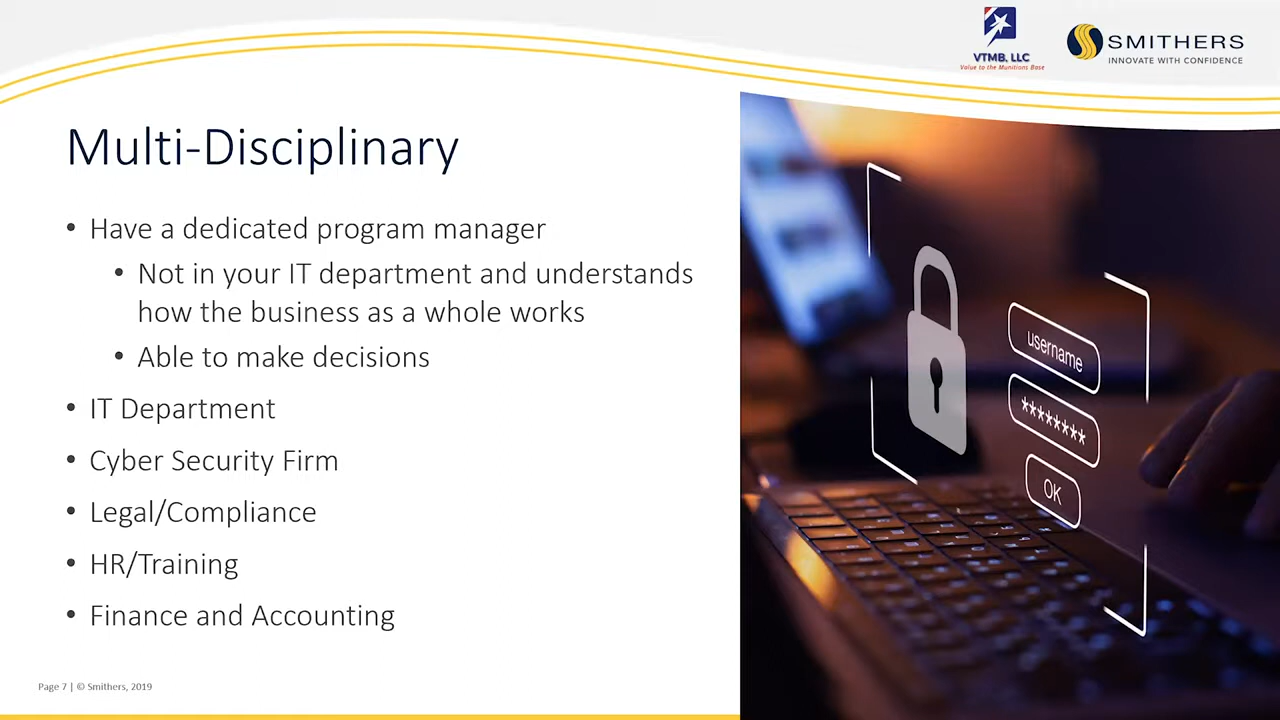 VTMB, LLC
Value to the Munitions Base
SMITHERS
INNOVATE WITH CONFIDENCE
Multi-Disciplinary
• Have a dedicated program manager
• Not in your IT department and understands
how the business as a whole works
• Able to make decisions
• IT Department
• Cyber Security Firm
• Legal/Compliance
• HR/Training
• Finance and Accounting
username
********
OK
Page 7 | © Smithers, 2019